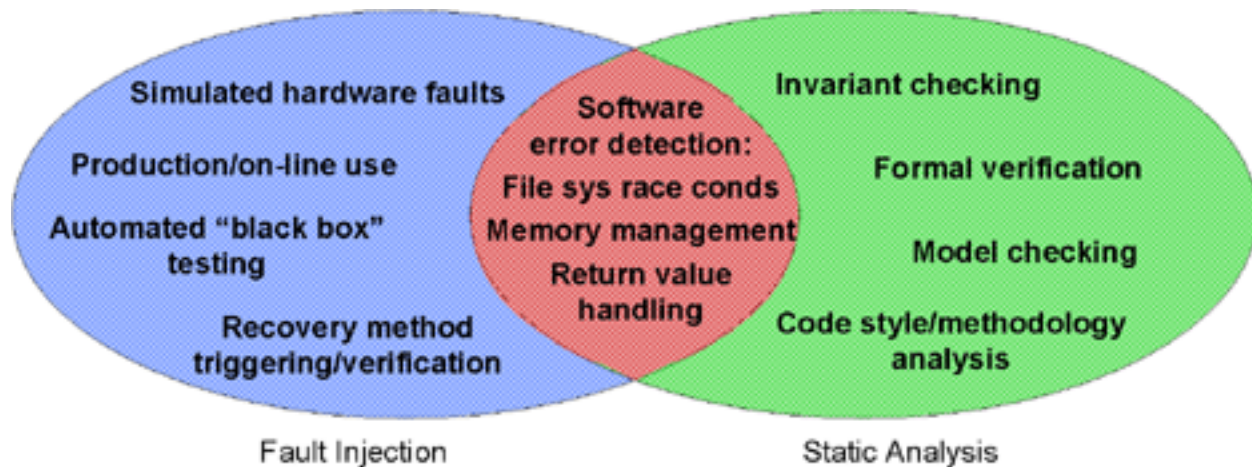 Simulated hardware faults
Production/on-line use
Automated “black box”
testing
Recovery method
triggering/verification
Software
error detection:
File sys race conds
Memory management
Return value
handling
Invariant checking
Formal verification
Model checking
Code style/methodology
analysis
Fault Injection
Static Analysis